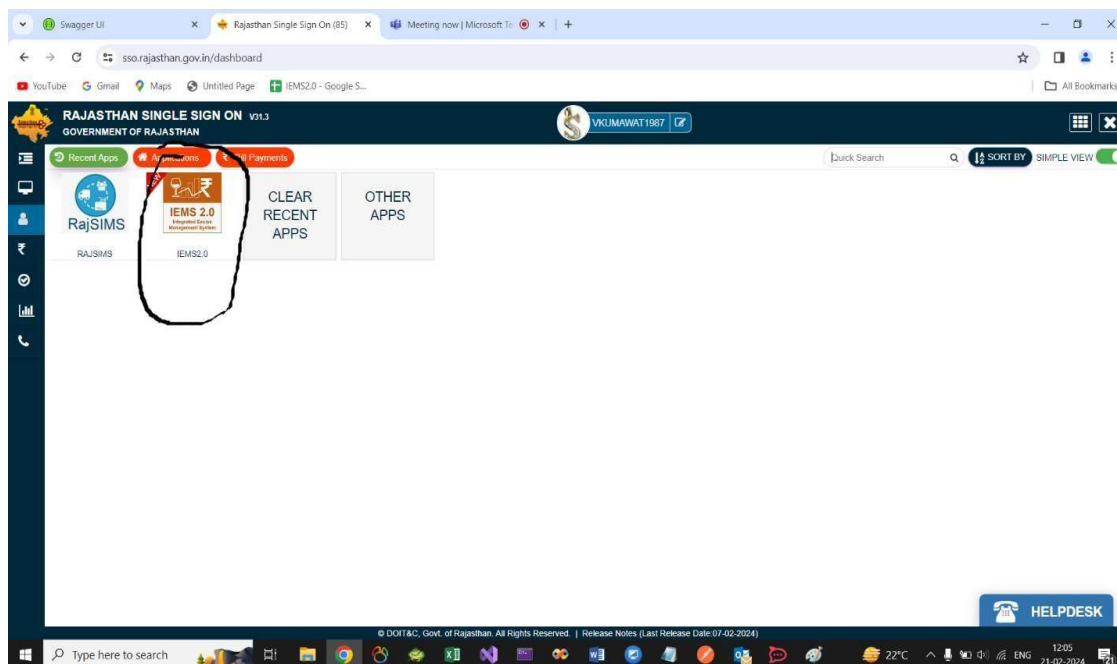 Swagger UI
Rajasthan Single Sign On (85)
Meeting now | Microsoft Te
sso.rajasthan.gov.in/dashboard
YouTube
Gmail
Maps
Untitled Page
IEMS2.0 - Google S...
All Bookmarks
RAJASTHAN SINGLE SIGN ON V31.3
GOVERNMENT OF RAJASTHAN
VKUMAWAT1987
Recent Apps
Applications
Bill Payments
Quick Search
SORT BY
SIMPLE VIEW
NEW
RajSIMS
RAJSIMS
IEMS 2.0
Integrated Excise
Management System
IEMS2.0
CLEAR
RECENT
APPS
OTHER
APPS
HELPDESK
© DOIT&C, Govt. of Rajasthan. All Rights Reserved. | Release Notes (Last Release Date:07-02-2024)
Type here to search
22°C
ENG
12:05
21-02-2024